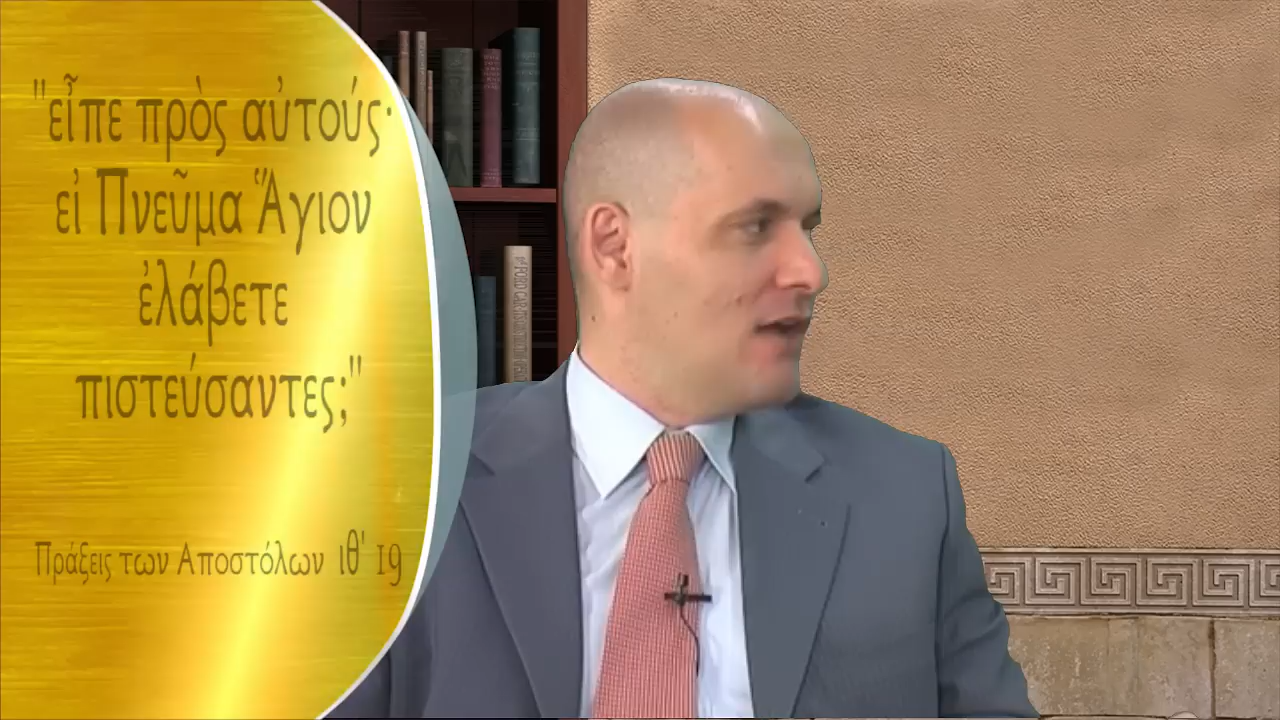 "εἶπε πρὸς αὐτούς·
εἰ Πνεῦμα Ἅγιον
ἐλάβετε
πιστεύσαντες;"
Πράξεις των Αποστόλων ιθ' 19